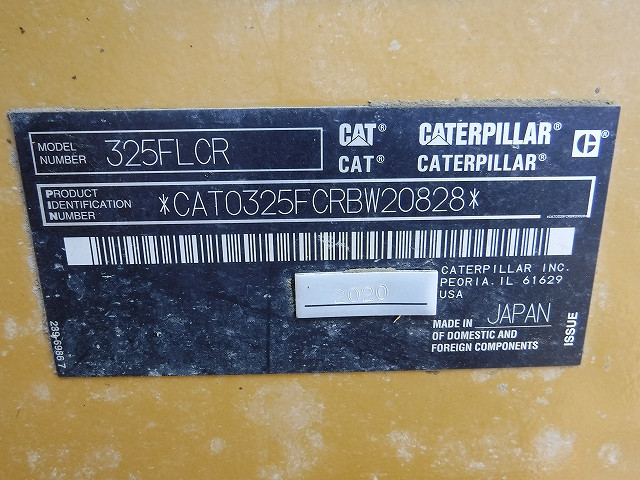 MODEL NUMBER 325FLCR
CAT® CATERPILLAR®
CAT® CATERPILLAR®
PRODUCT IDENTIFICATION NUMBER *CAT0325FCRBW20828*
2020
CATERPILLAR INC.
PEORIA, IL 61629
USA
MADE IN JAPAN
OF DOMESTIC AND
FOREIGN COMPONENTS
ISSUE
289-6986 7